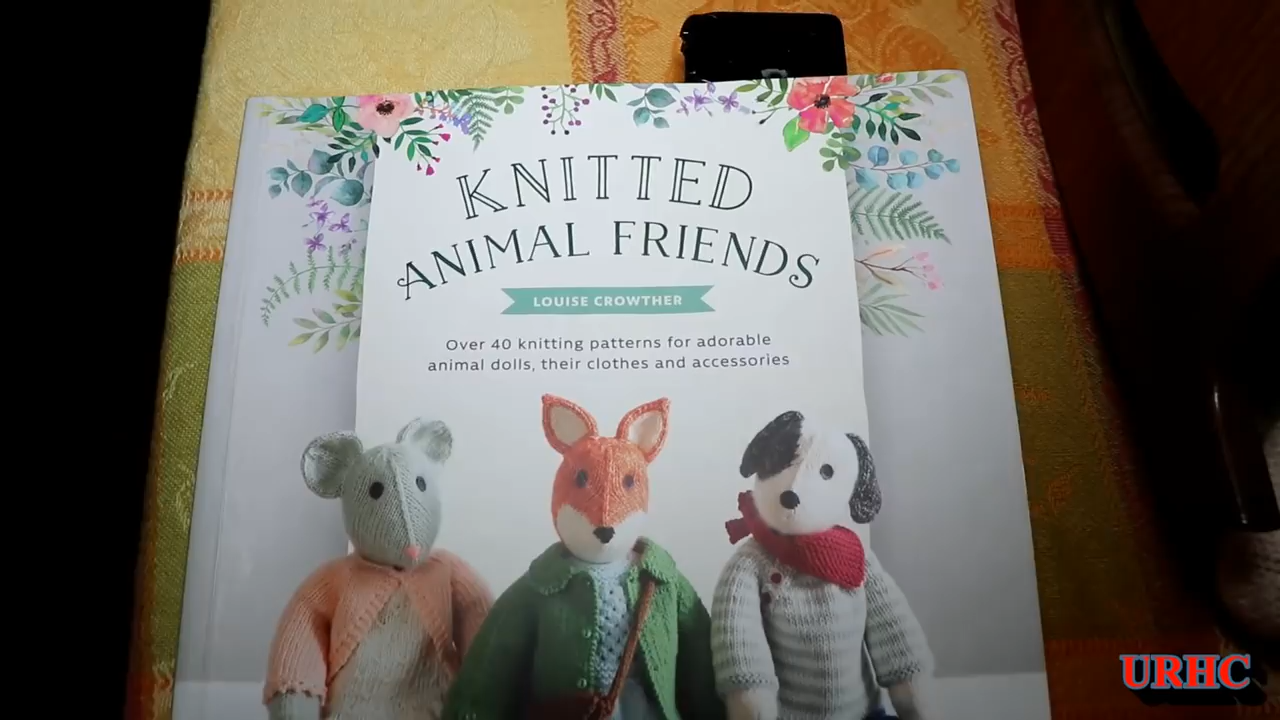 KNITTED
ANIMAL FRIENDS
LOUISE CROWTHER
Over 40 knitting patterns for adorable
animal dolls, their clothes and accessories
URHC